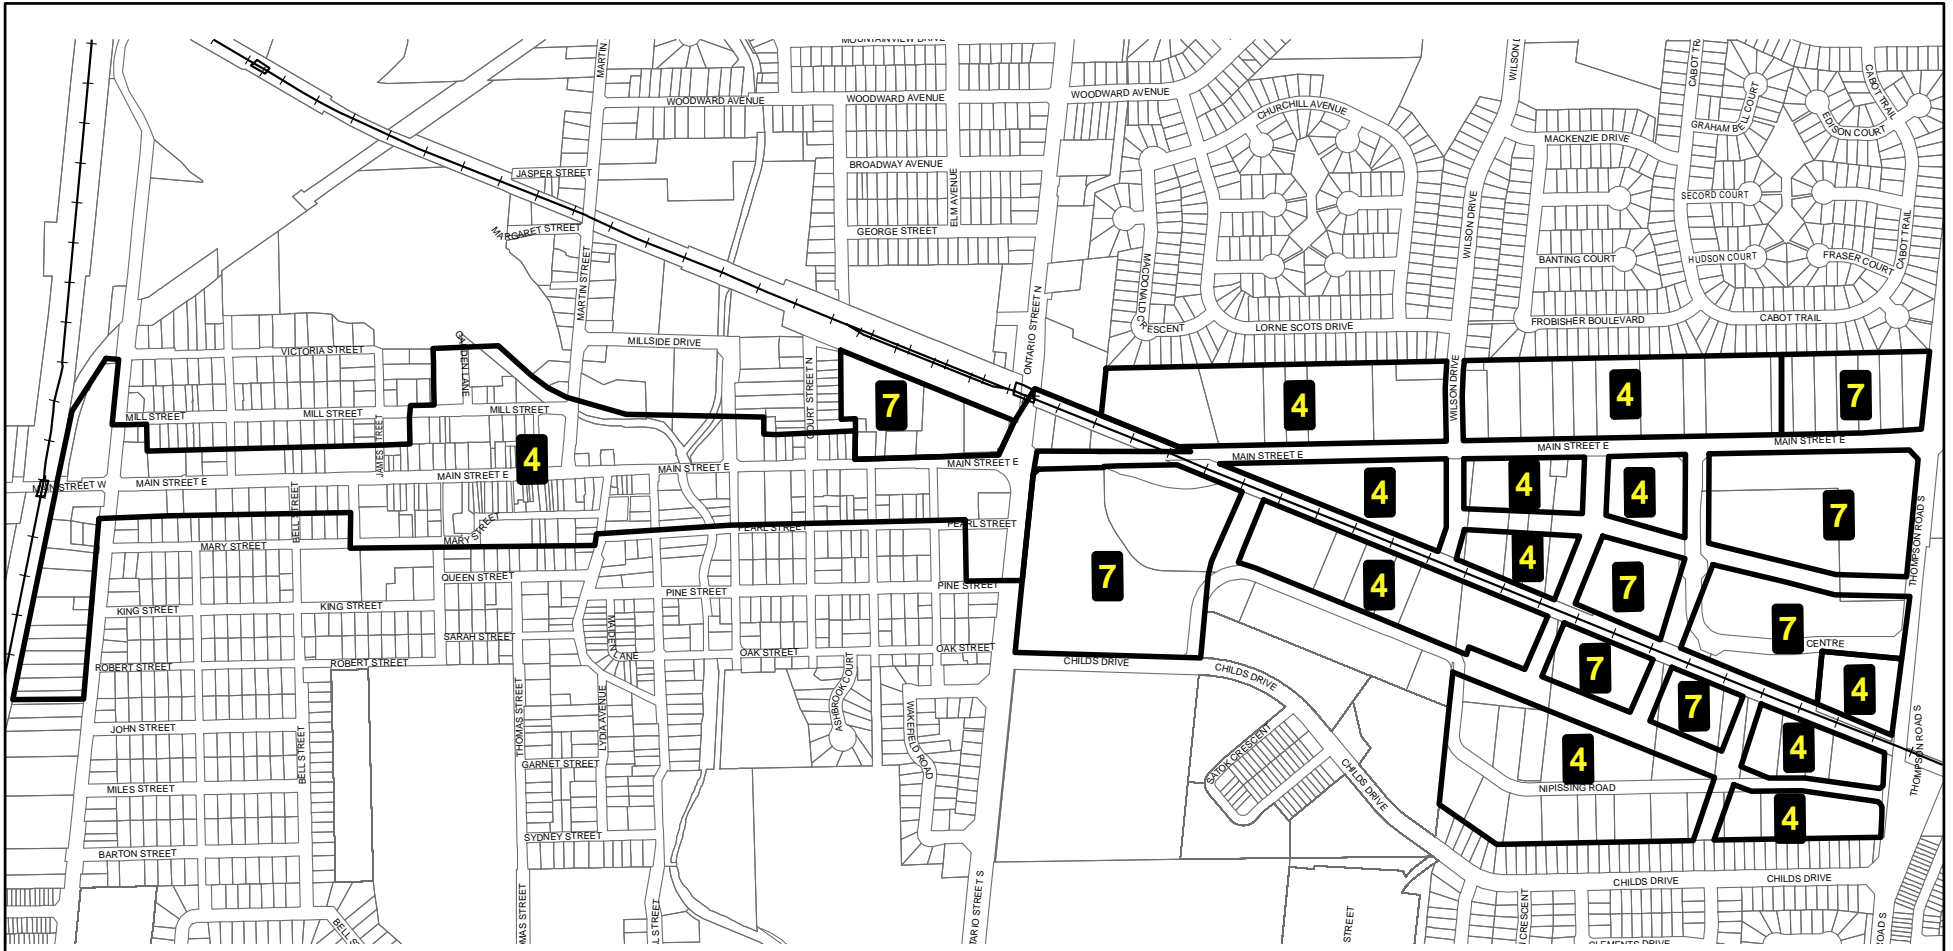 MOUNTAINVIEW DRIVE
MARTIN
WILSON
CABOT TRAIL
WOODWARD AVENUE
WOODWARD AVENUE
WOODWARD AVENUE
CHURCHILL AVENUE
GRAHAM BELL COURT
EDISON COURT
MACKENZIE DRIVE
BROADWAY AVENUE
JASPER STREET
ELM AVENUE
SECORD COURT
MARGARET STREET
GEORGE STREET
WILSON DRIVE
CABOT TRAIL
MARTIN STREET
MACDONALD CRESCENT
BANTING COURT
HUDSON COURT
FRASER COURT
ONTARIO STREET N
LORNE SCOTS DRIVE
FROBISHER BOULEVARD
CABOT TRAIL
VICTORIA STREET
MILLSIDE DRIVE
LANE
COURT STREET N
WILSON DRIVE
7
4
4
7
MILL STREET
MILL STREET
MILL STREET
JAMES STREET
4
MAIN STREET W
MAIN STREET E
MAIN STREET E
MAIN STREET E
MAIN STREET E
MAIN STREET E
MAIN STREET E
MAIN STREET E
4
4
4
7
BELL STREET
MARY STREET
MARY STREET
PEARL STREET
PEARL STREET
THOMPSON ROAD S
4
7
4
7
QUEEN STREET
PINE STREET
PINE STREET
7
KING STREET
KING STREET
SARAH STREET
MAIDEN LANE
OAK STREET
OAK STREET
CENTRE
ROBERT STREET
ROBERT STREET
CHILDS DRIVE
CHILDS DRIVE
7
4
7
THOMAS STREET
LYDIA AVENUE
ASHBROOK COURT
WAKEFIELD ROAD
JOHN STREET
BELL STREET
SATOK CRESCENT
4
4
THOMPSON ROAD S
GARNET STREET
CHILDS DRIVE
MILES STREET
NIPISSING ROAD
4
SYDNEY STREET
BARTON STREET
CHILDS DRIVE
CHILDS DRIVE
STREET
CRESCENT
ROAD S
CLEMENTS DRIVE